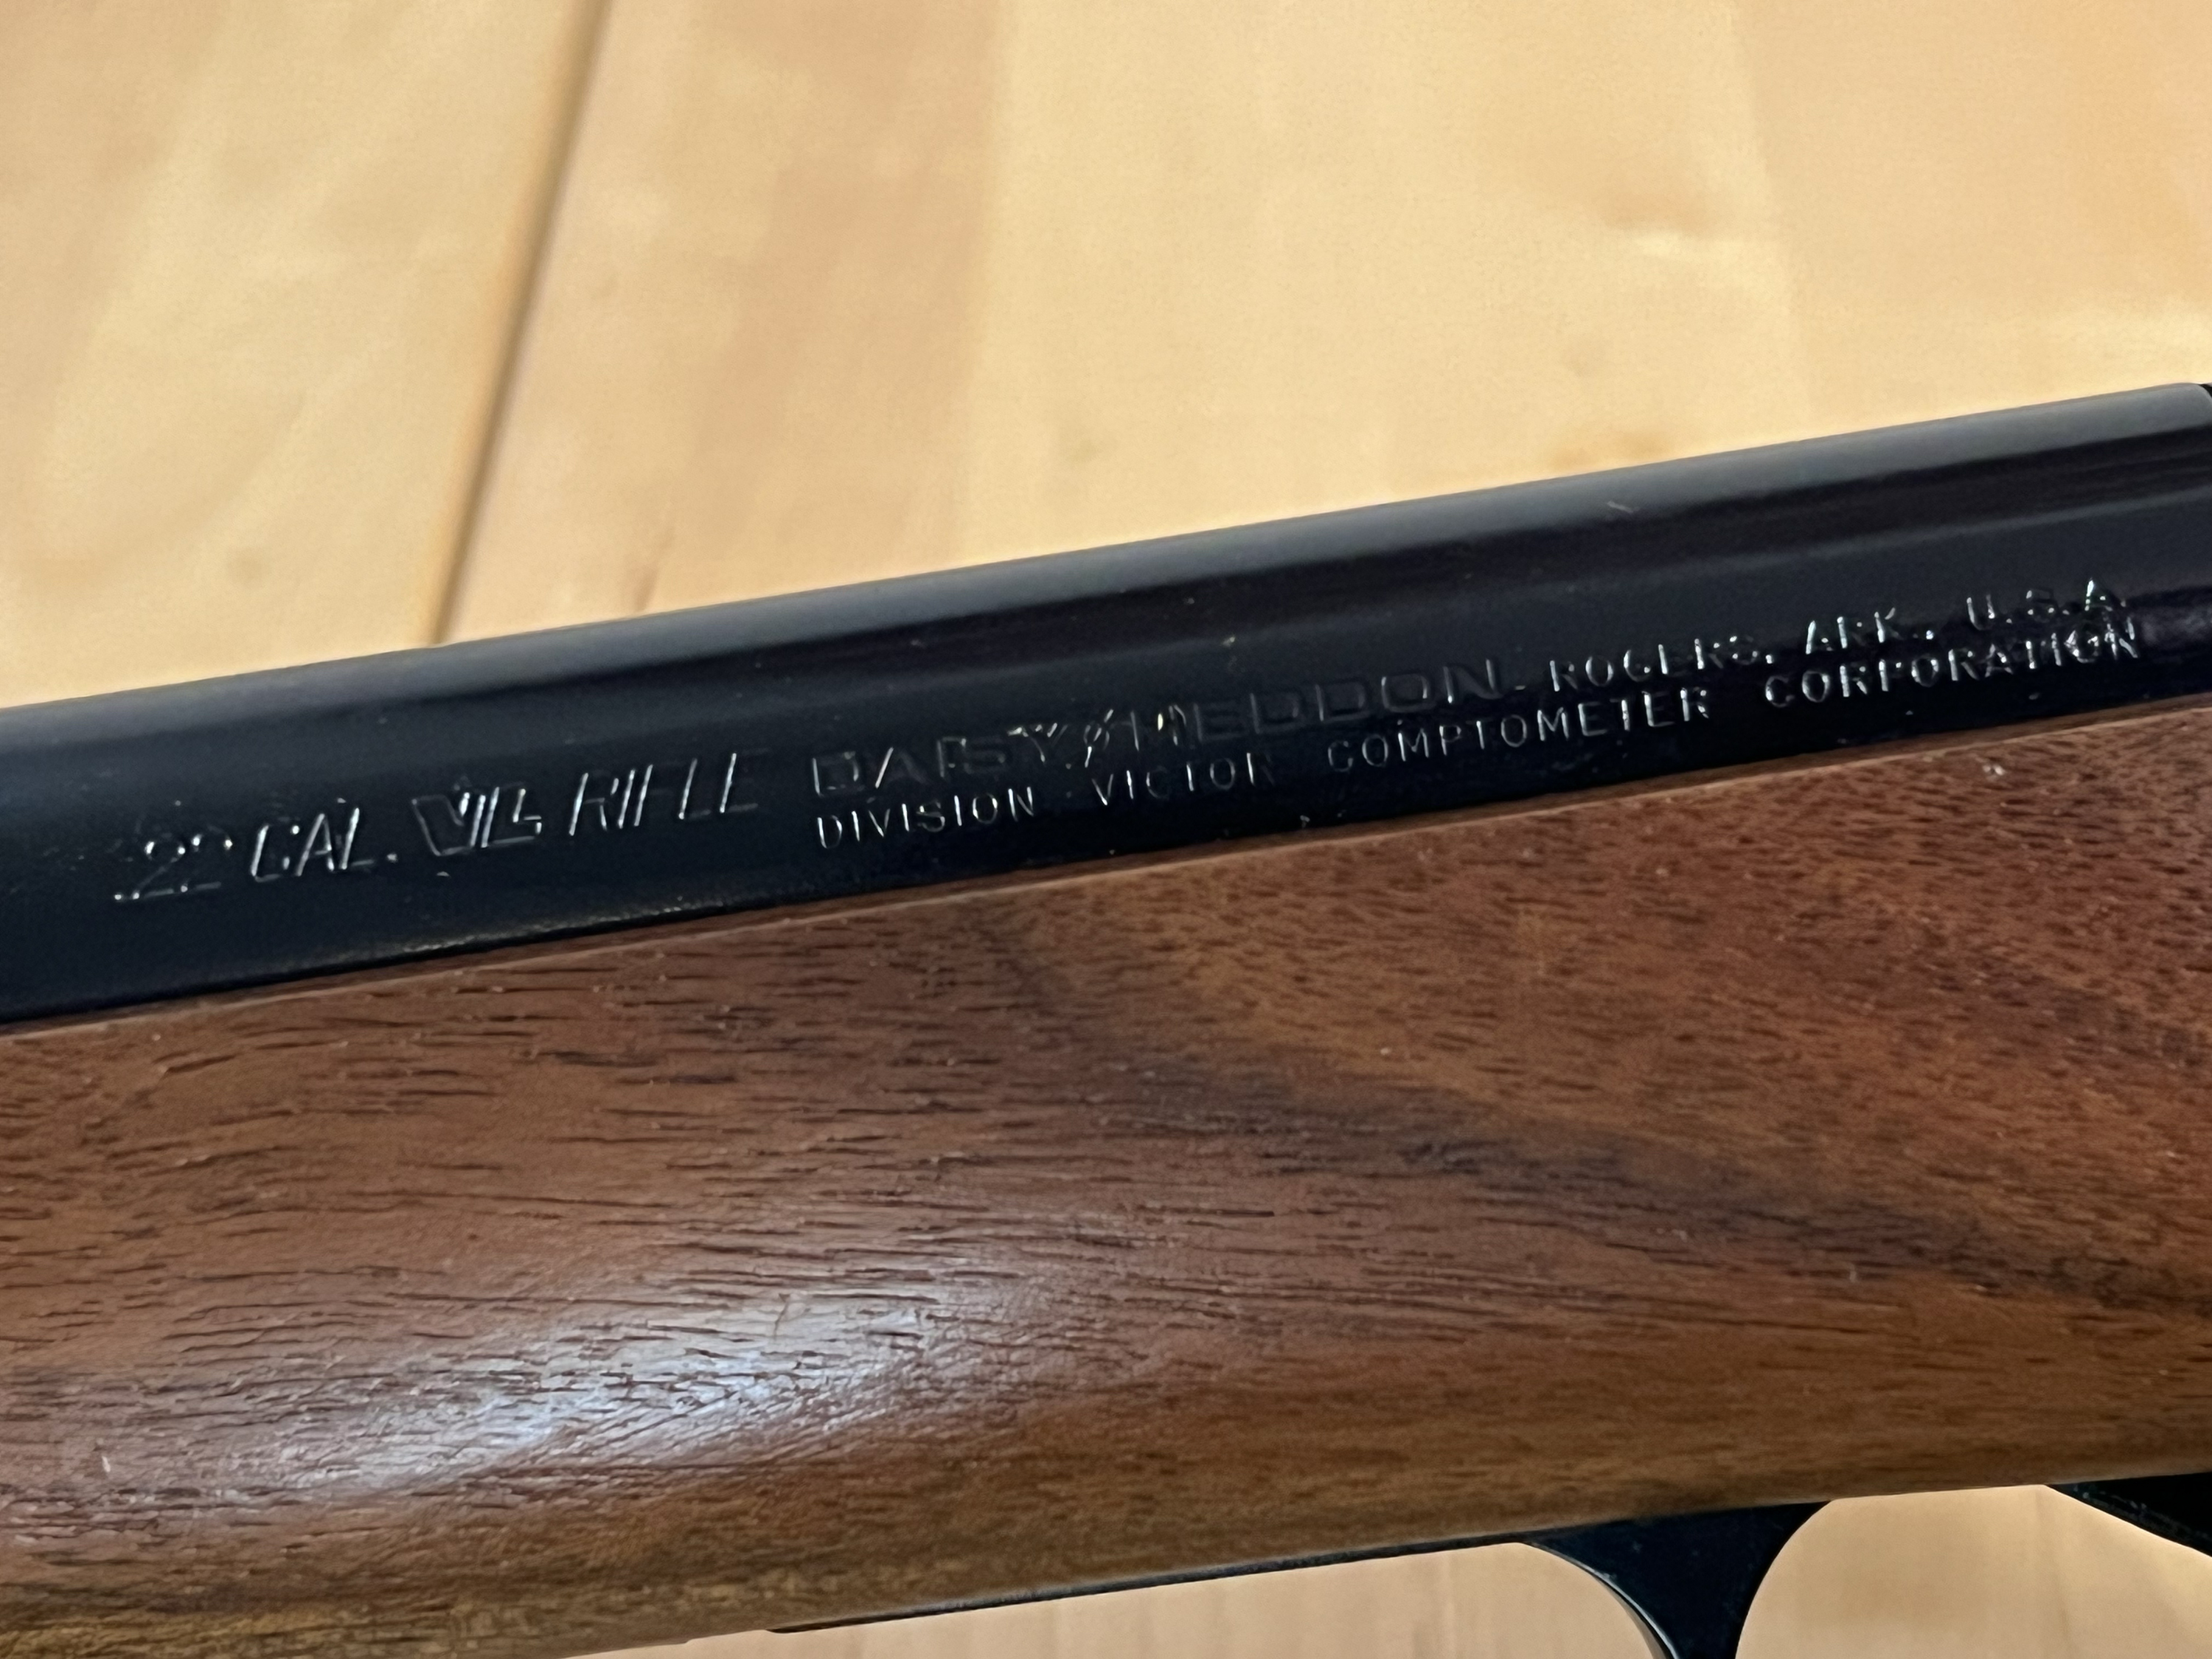 .22 CAL. V/L RIFLE DAISY/HEDDON, ROGERS, ARK., U.S.A.
DIVISION VICTOR COMPTOMETER CORPORATION